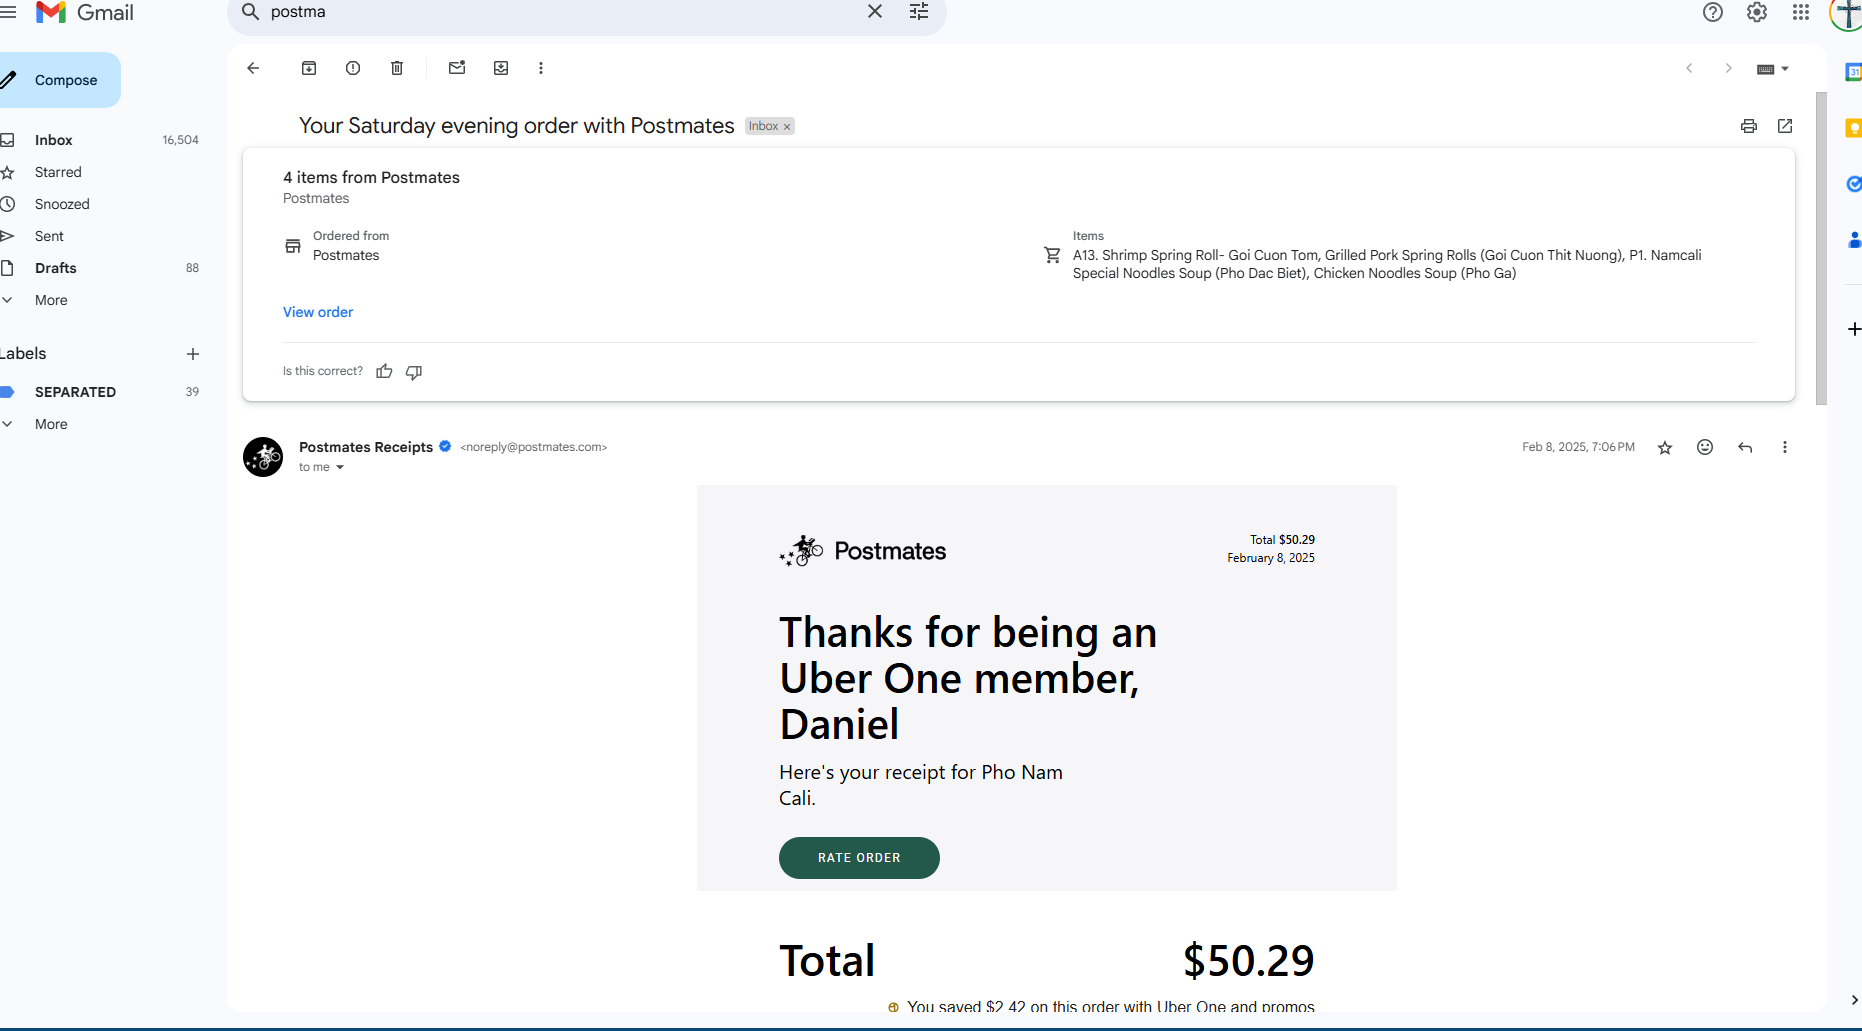 Gmail
postma
Compose
Inbox 16,504
Starred
Snoozed
Sent
Drafts 88
More
Labels
SEPARATED 39
More
Your Saturday evening order with Postmates
Inbox
4 items from Postmates
Postmates
Ordered from
Postmates
Items
A13. Shrimp Spring Roll- Goi Cuon Tom, Grilled Pork Spring Rolls (Goi Cuon Thit Nuong), P1. Namcali
Special Noodles Soup (Pho Dac Biet), Chicken Noodles Soup (Pho Ga)
View order
Is this correct?
Postmates Receipts <noreply@postmates.com>
to me
Feb 8, 2025, 7:06 PM
Postmates
Total $50.29
February 8, 2025
Thanks for being an
Uber One member,
Daniel
Here's your receipt for Pho Nam
Cali.
RATE ORDER
Total $50.29
You saved $2.42 on this order with Uber One and promos
31